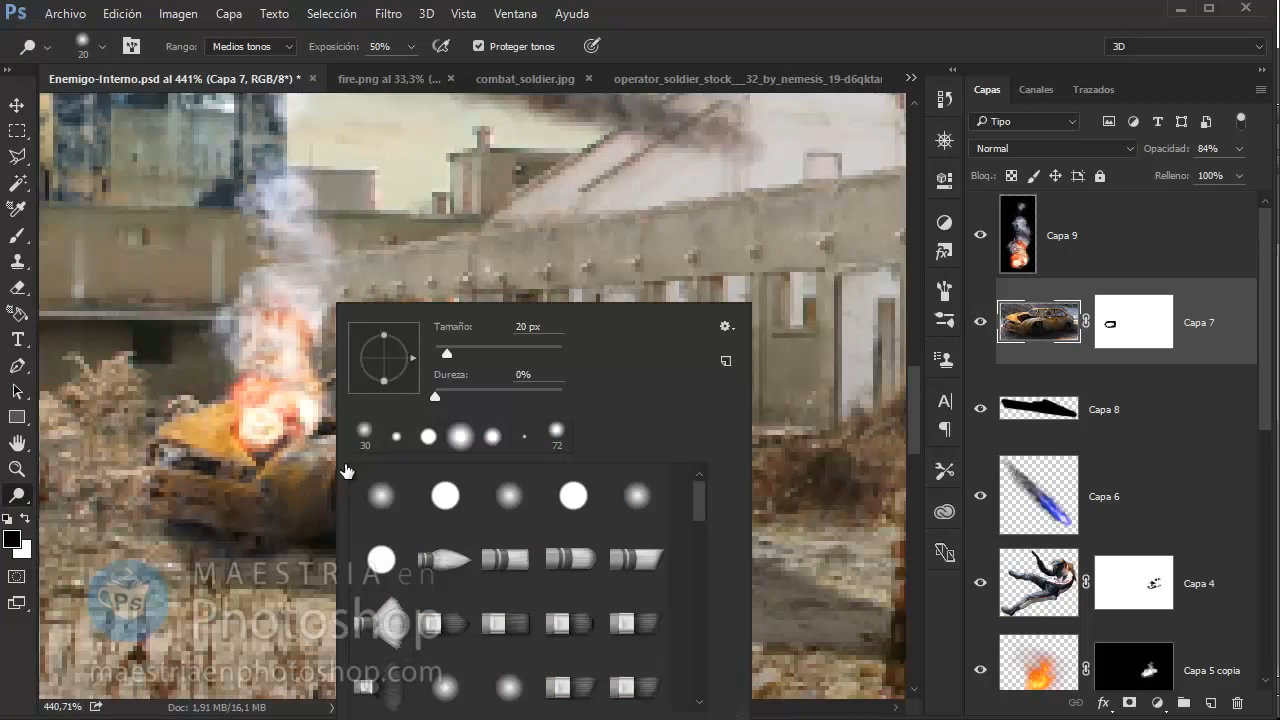 Ps Archivo Edición Imagen Capa Texto Selección Filtro 3D Vista Ventana Ayuda
20 Rango: Medios tonos Exposición: 50% Proteger tonos 3D
Enemigo-Interno.psd al 441% (Capa 7, RGB/8*) * × fire.png al 33,3% (... × combat_soldier.jpg × operator_soldier_stock___32_by_nemesis_19-d6qktar
Capas Canales Trazados
Tipo
Normal Opacidad: 84%
Bloq.: Relleno: 100%
Capa 9
Capa 7
Capa 8
Capa 6
Capa 4
Capa 5 copia
Tamaño: 20 px
Dureza: 0%
30 72
MAESTRIA en
Photoshop
maestriaenphotoshop.com
Ps
440,71% Doc: 1,91 MB/16,1 MB